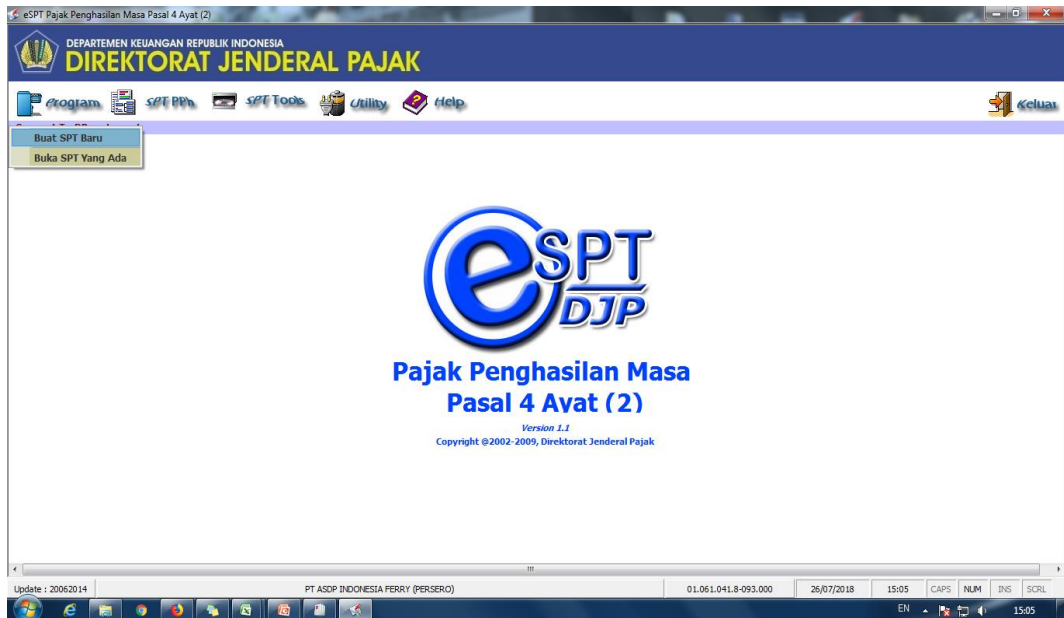 eSPT Pajak Penghasilan Masa Pasal 4 Ayat (2)
DEPARTEMEN KEUANGAN REPUBLIK INDONESIA
DIREKTORAT JENDERAL PAJAK
Program SPT PPh SPT Tools Utility Help Keluar
Buat SPT Baru
Buka SPT Yang Ada
eSPT
DJP
Pajak Penghasilan Masa
Pasal 4 Ayat (2)
Version 1.1
Copyright @2002-2009, Direktorat Jenderal Pajak
Update : 20062014 PT ASDP INDONESIA FERRY (PERSERO) 01.061.041.8-093.000 26/07/2018 15:05 CAPS NUM INS SCRL
EN 15:05